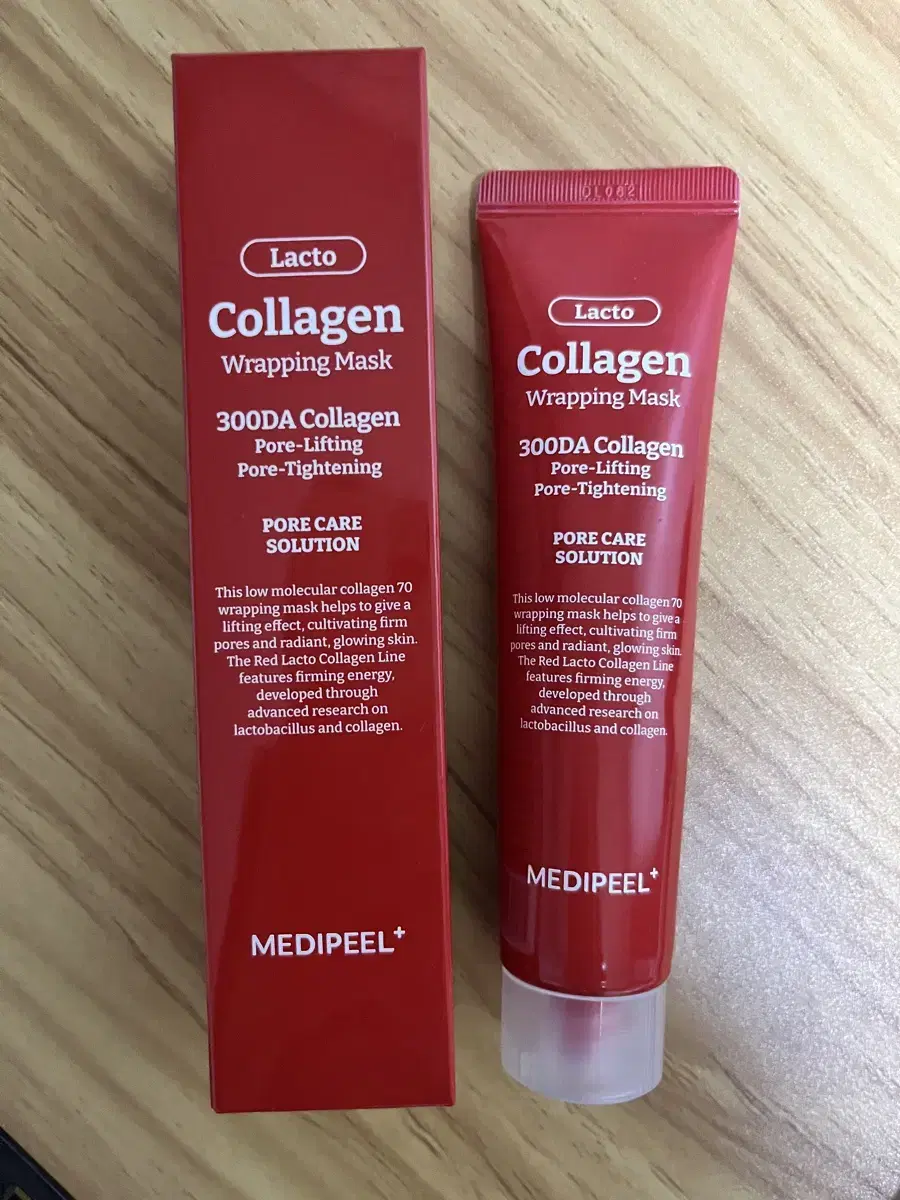 Lacto
Collagen
Wrapping Mask
300DA Collagen
Pore-Lifting
Pore-Tightening
PORE CARE
SOLUTION
This low molecular collagen 70
wrapping mask helps to give a
lifting effect, cultivating firm
pores and radiant, glowing skin.
The Red Lacto Collagen Line
features firming energy,
developed through
advanced research on
lactobacillus and collagen.
MEDIPEEL+
DL082
Lacto
Collagen
Wrapping Mask
300DA Collagen
Pore-Lifting
Pore-Tightening
PORE CARE
SOLUTION
This low molecular collagen 70
wrapping mask helps to give a
lifting effect, cultivating firm
pores and radiant, glowing skin.
The Red Lacto Collagen Line
features firming energy,
developed through
advanced research on
lactobacillus and collagen.
MEDIPEEL+